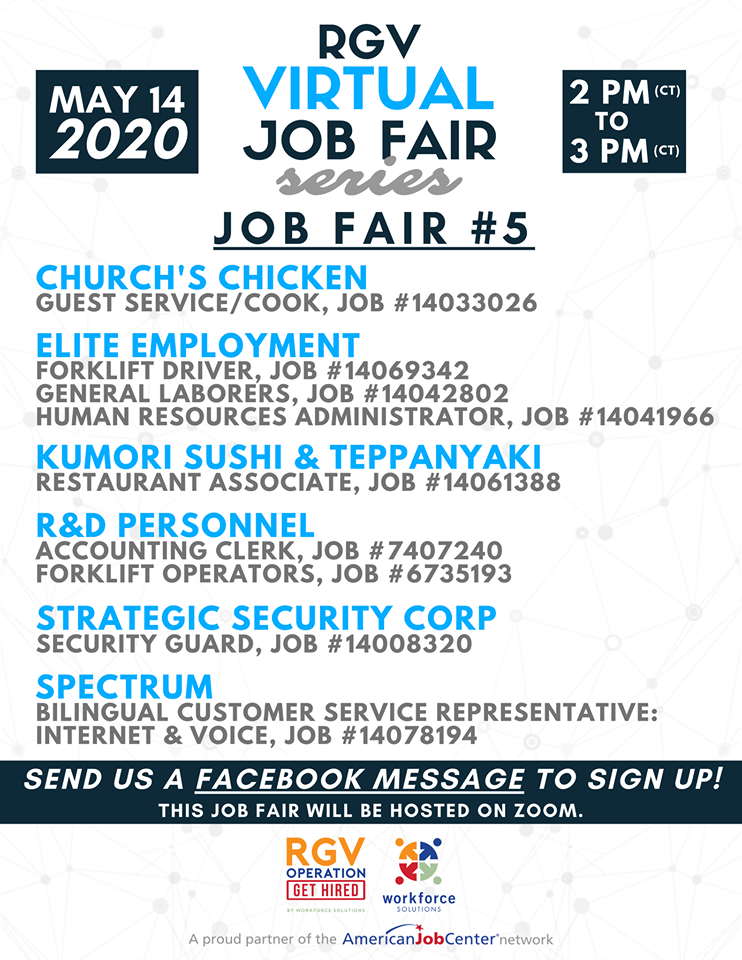 RGV
VIRTUAL
JOB FAIR
series
MAY 14
2020
2 PM (CT)
TO
3 PM (CT)
JOB FAIR #5
CHURCH'S CHICKEN
GUEST SERVICE/COOK, JOB #14033026
ELITE EMPLOYMENT
FORKLIFT DRIVER, JOB #14069342
GENERAL LABORERS, JOB #14042802
HUMAN RESOURCES ADMINISTRATOR, JOB #14041966
KUMORI SUSHI & TEPPANYAKI
RESTAURANT ASSOCIATE, JOB #14061388
R&D PERSONNEL
ACCOUNTING CLERK, JOB #7407240
FORKLIFT OPERATORS, JOB #6735193
STRATEGIC SECURITY CORP
SECURITY GUARD, JOB #14008320
SPECTRUM
BILINGUAL CUSTOMER SERVICE REPRESENTATIVE:
INTERNET & VOICE, JOB #14078194
SEND US A FACEBOOK MESSAGE TO SIGN UP!
THIS JOB FAIR WILL BE HOSTED ON ZOOM.
RGV
OPERATION
GET HIRED
BY WORKFORCE SOLUTIONS
workforce
SOLUTIONS
A proud partner of the AmericanJobCenter® network